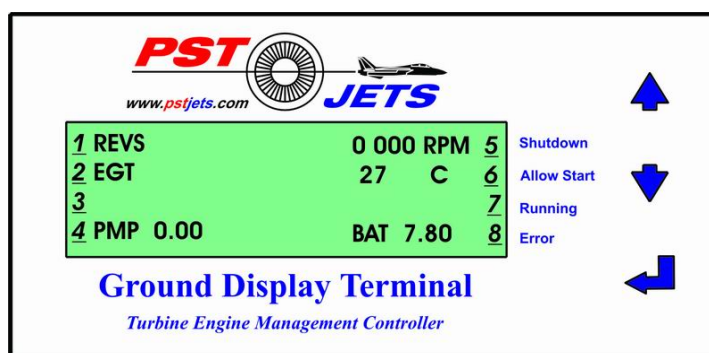 PST
www.pstjets.com
JETS
1 REVS 0 000 RPM 5 Shutdown
2 EGT 27 C 6 Allow Start
3 7 Running
4 PMP 0.00 BAT 7.80 8 Error
Ground Display Terminal
Turbine Engine Management Controller